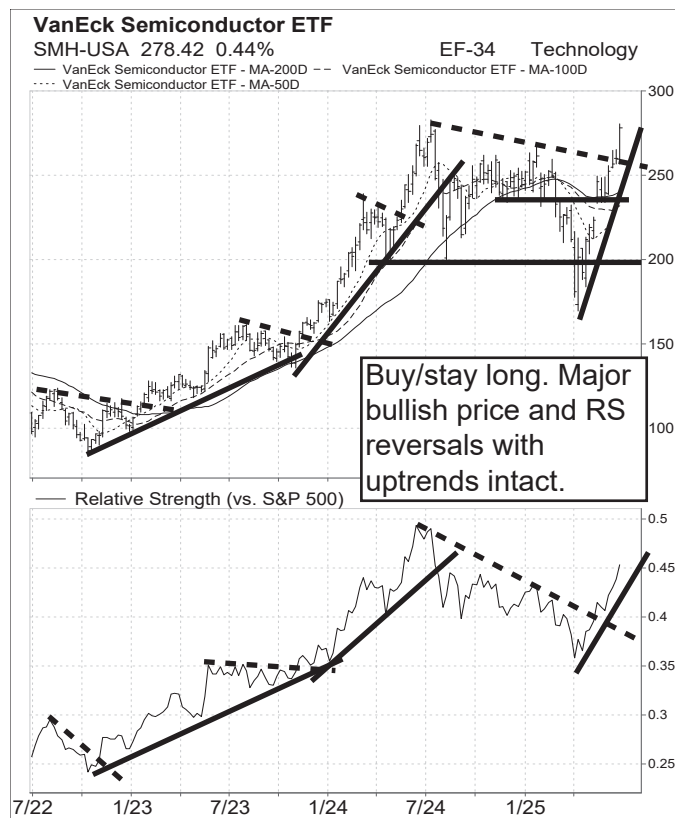 VanEck Semiconductor ETF
SMH-USA 278.42 0.44% EF-34 Technology
VanEck Semiconductor ETF - MA-200D VanEck Semiconductor ETF - MA-100D
VanEck Semiconductor ETF - MA-50D
300
250
200
150
100
Buy/stay long. Major
bullish price and RS
reversals with
uptrends intact.
Relative Strength (vs. S&P 500)
0.5
0.45
0.4
0.35
0.3
0.25
7/22 1/23 7/23 1/24 7/24 1/25